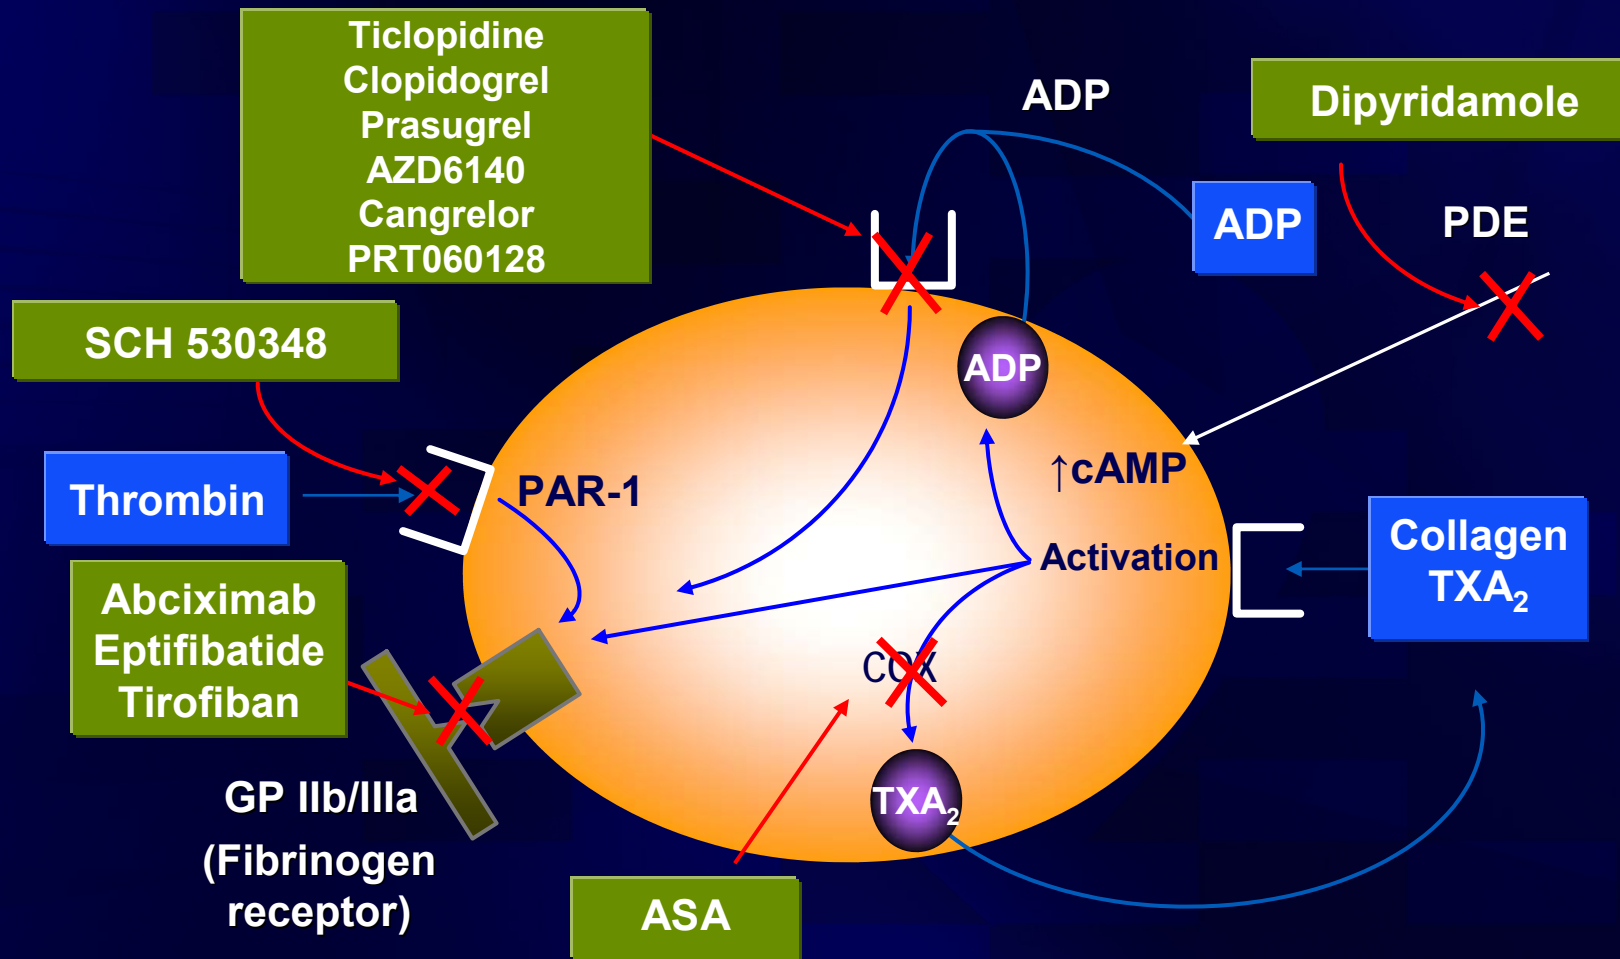 Ticlopidine
Clopidogrel
Prasugrel
AZD6140
Cangrelor
PRT060128
ADP
Dipyridamole
ADP
PDE
SCH 530348
ADP
↑cAMP
Thrombin
PAR-1
Activation
Collagen
TXA₂
Abciximab
Eptifibatide
Tirofiban
COX
GP IIb/IIIa
(Fibrinogen
receptor)
TXA₂
ASA